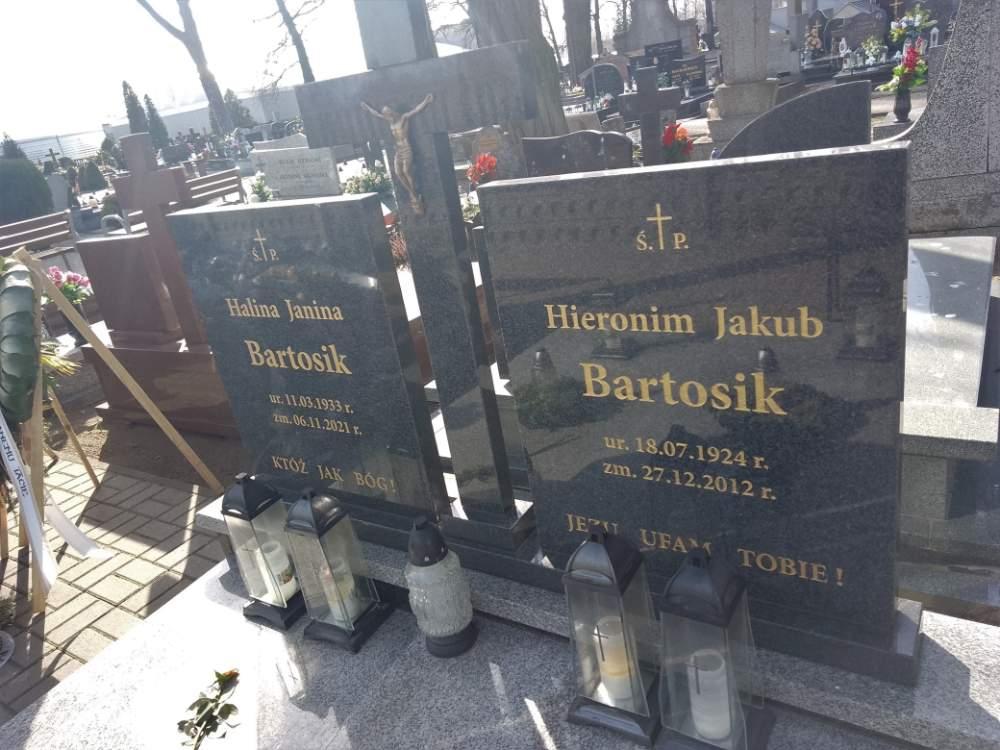 Ś. P.
Halina Janina
Bartosik
ur. 11.03.1933 r.
zm. 06.11.2021 r.
KTÓŻ JAK BÓG!
Ś. P.
Hieronim Jakub
Bartosik
ur. 18.07.1924 r.
zm. 27.12.2012 r.
JEZU UFAM TOBIE!